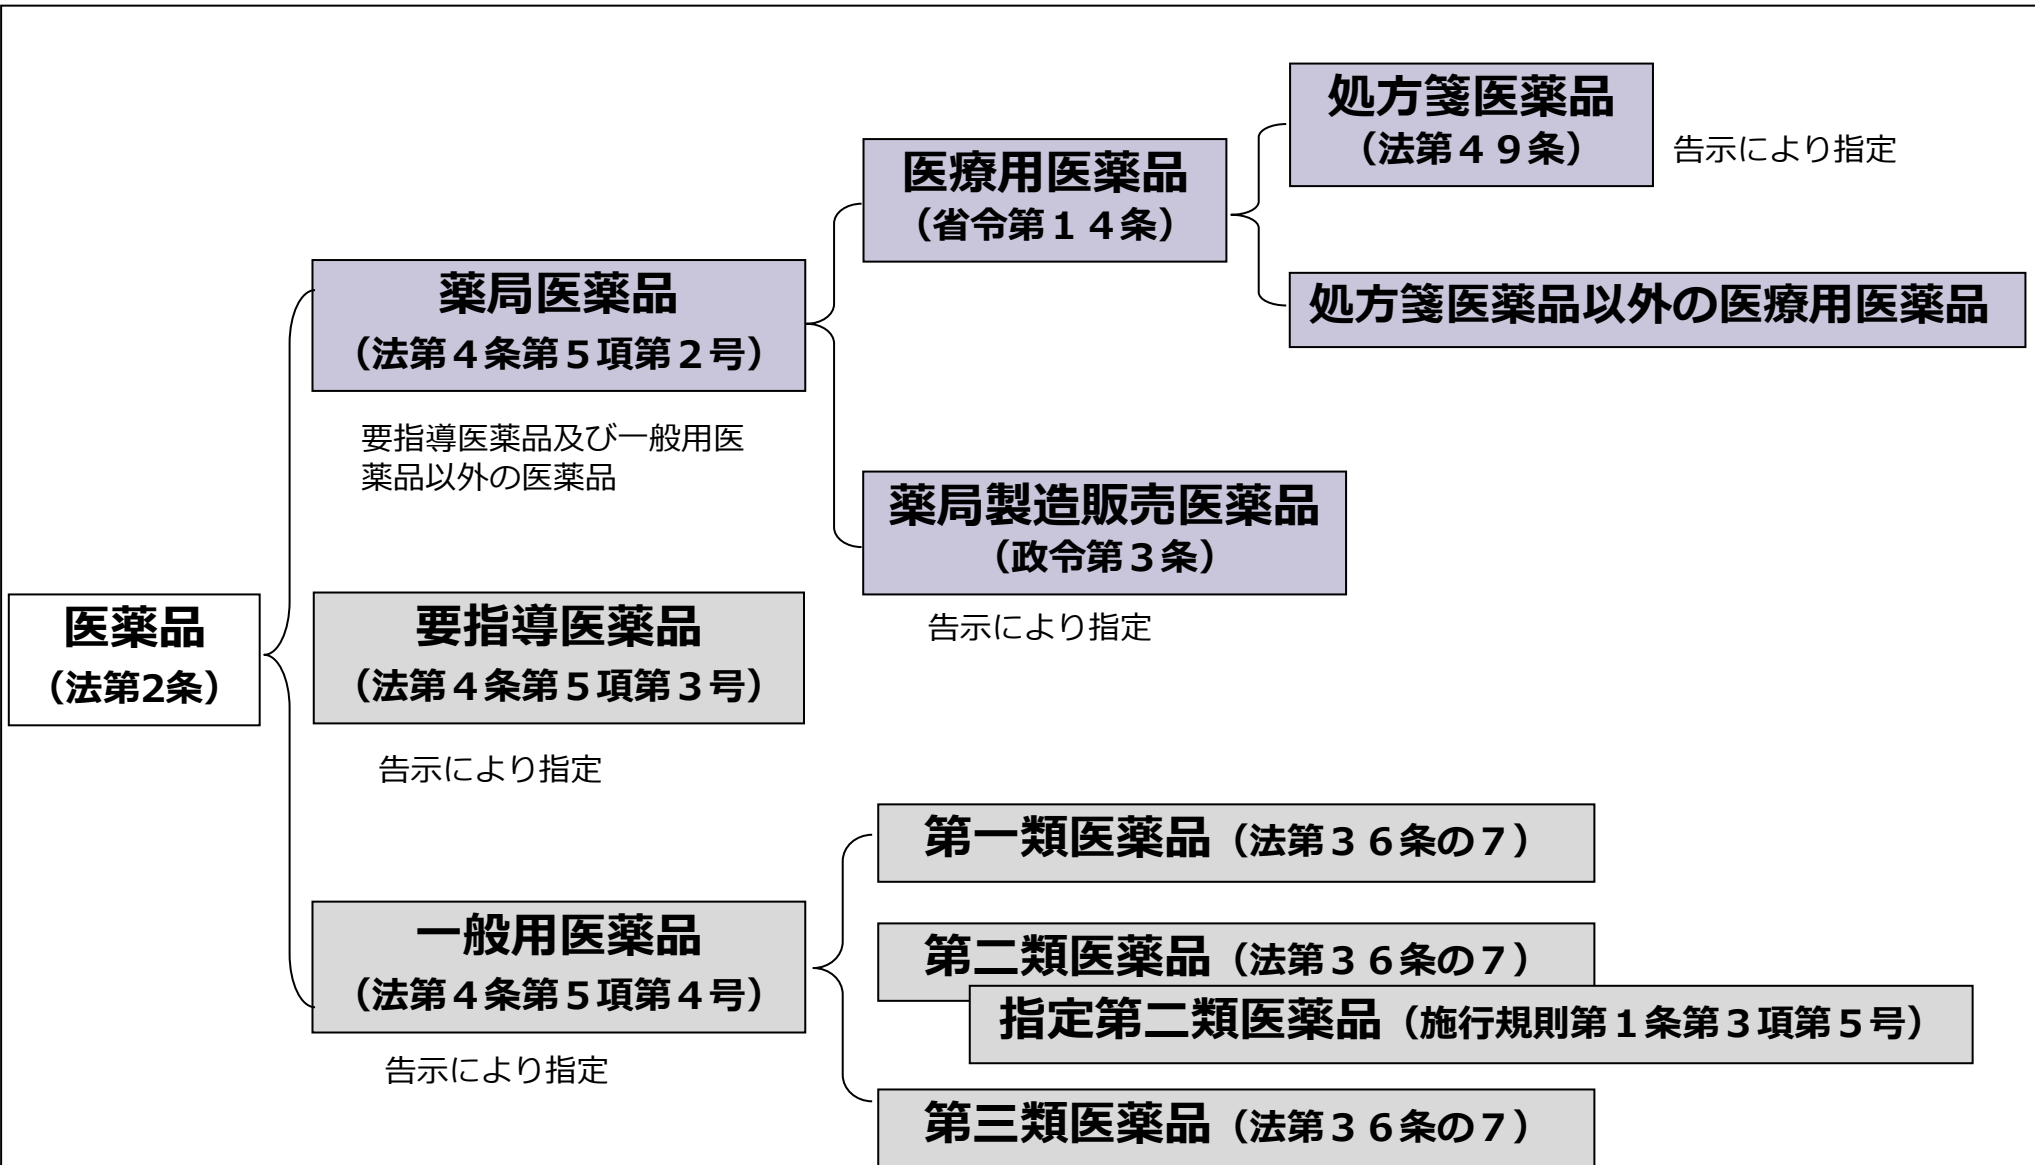 処方箋医薬品
（法第４９条）
告示により指定
医療用医薬品
（省令第１４条）
処方箋医薬品以外の医療用医薬品
薬局医薬品
（法第４条第５項第２号）
要指導医薬品及び一般用医
薬品以外の医薬品
薬局製造販売医薬品
（政令第３条）
告示により指定
医薬品
（法第2条）
要指導医薬品
（法第４条第５項第３号）
告示により指定
第一類医薬品（法第３６条の７）
一般用医薬品
（法第４条第５項第４号）
告示により指定
第二類医薬品（法第３６条の７）
指定第二類医薬品（施行規則第１条第３項第５号）
第三類医薬品（法第３６条の７）